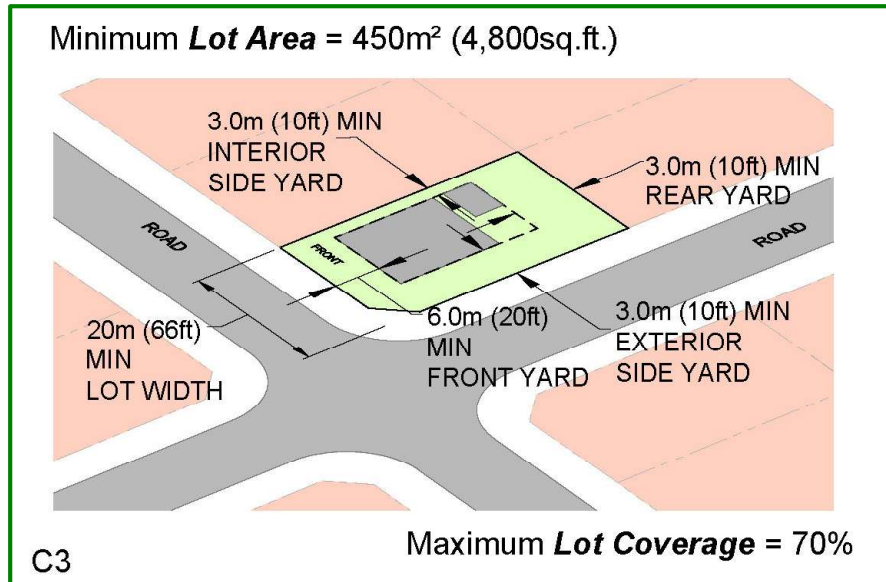 Minimum Lot Area = 450m² (4,800sq.ft.)
3.0m (10ft) MIN
INTERIOR
SIDE YARD
3.0m (10ft) MIN
REAR YARD
ROAD
FRONT
ROAD
20m (66ft)
MIN
LOT WIDTH
6.0m (20ft)
MIN
FRONT YARD
3.0m (10ft) MIN
EXTERIOR
SIDE YARD
C3
Maximum Lot Coverage = 70%